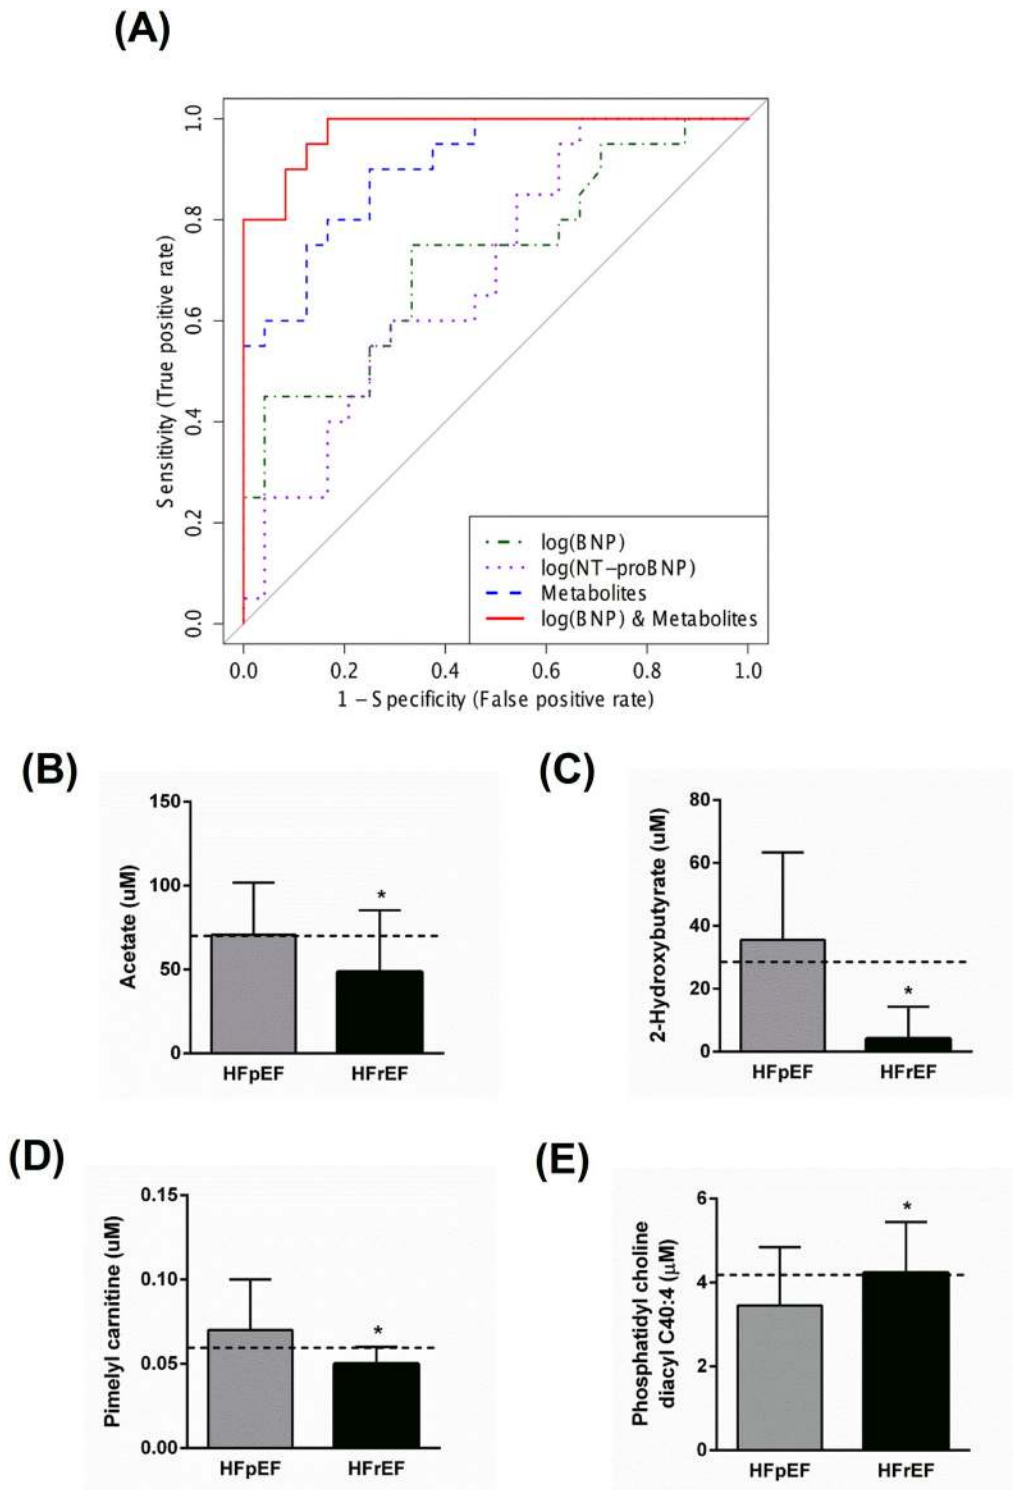 (A)
Sensitivity (True positive rate)
1.0
0.8
0.6
0.4
0.2
0.0
log(BNP)
log(NT-proBNP)
Metabolites
log(BNP) & Metabolites
0.0 0.2 0.4 0.6 0.8 1.0
1 - Specificity (False positive rate)
(B)
Acetate (uM)
150
100
50
0
*
HFpEF HFrEF
(C)
2-Hydroxybutyrate (uM)
80
60
40
20
0
*
HFpEF HFrEF
(D)
Pimelyl carnitine (uM)
0.15
0.10
0.05
0.00
*
HFpEF HFrEF
(E)
Phosphatidyl choline
diacyl C40:4 (μM)
6
4
2
0
*
HFpEF HFrEF